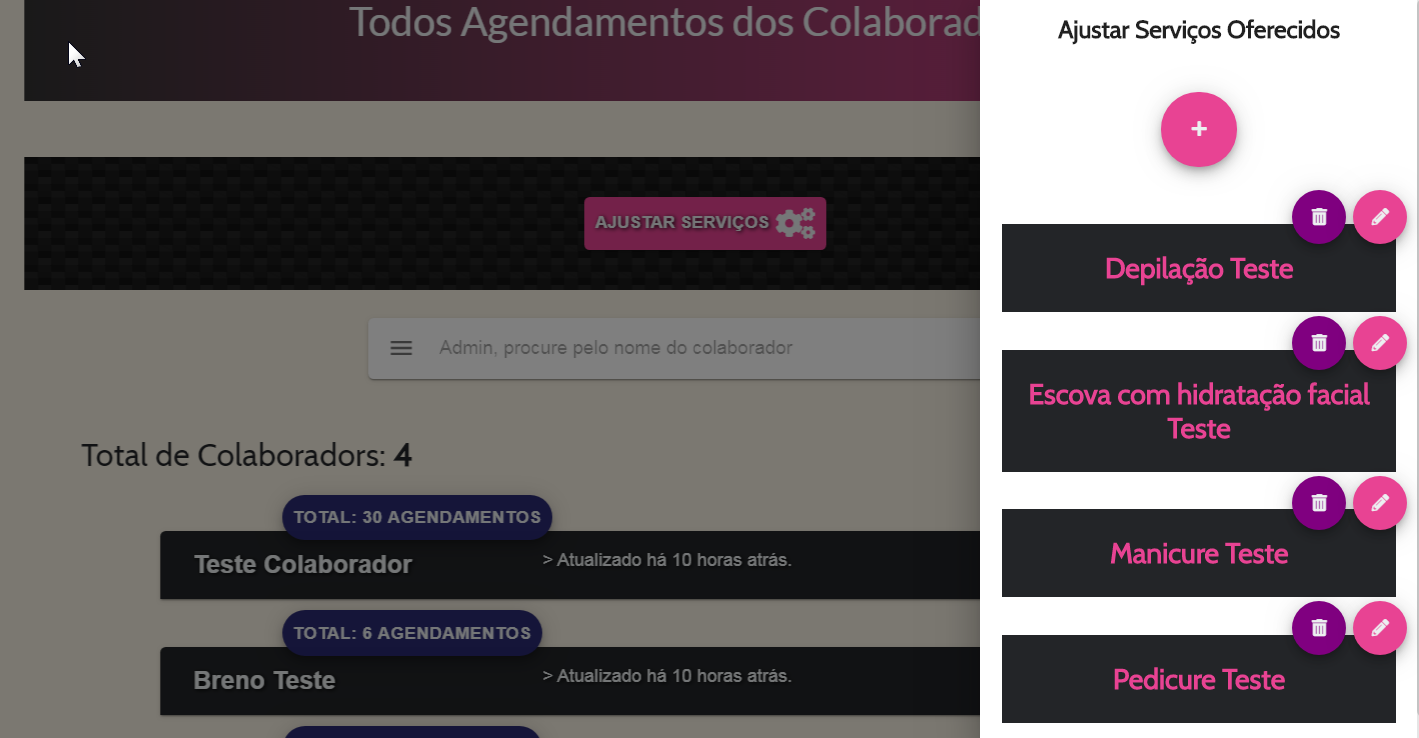 Todos Agendamentos dos Colaborad
AJUSTAR SERVIÇOS
Admin, procure pelo nome do colaborador
Total de Colaboradors: 4
TOTAL: 30 AGENDAMENTOS
Teste Colaborador
> Atualizado há 10 horas atrás.
TOTAL: 6 AGENDAMENTOS
Breno Teste
> Atualizado há 10 horas atrás.
Ajustar Serviços Oferecidos
+
Depilação Teste
Escova com hidratação facial
Teste
Manicure Teste
Pedicure Teste